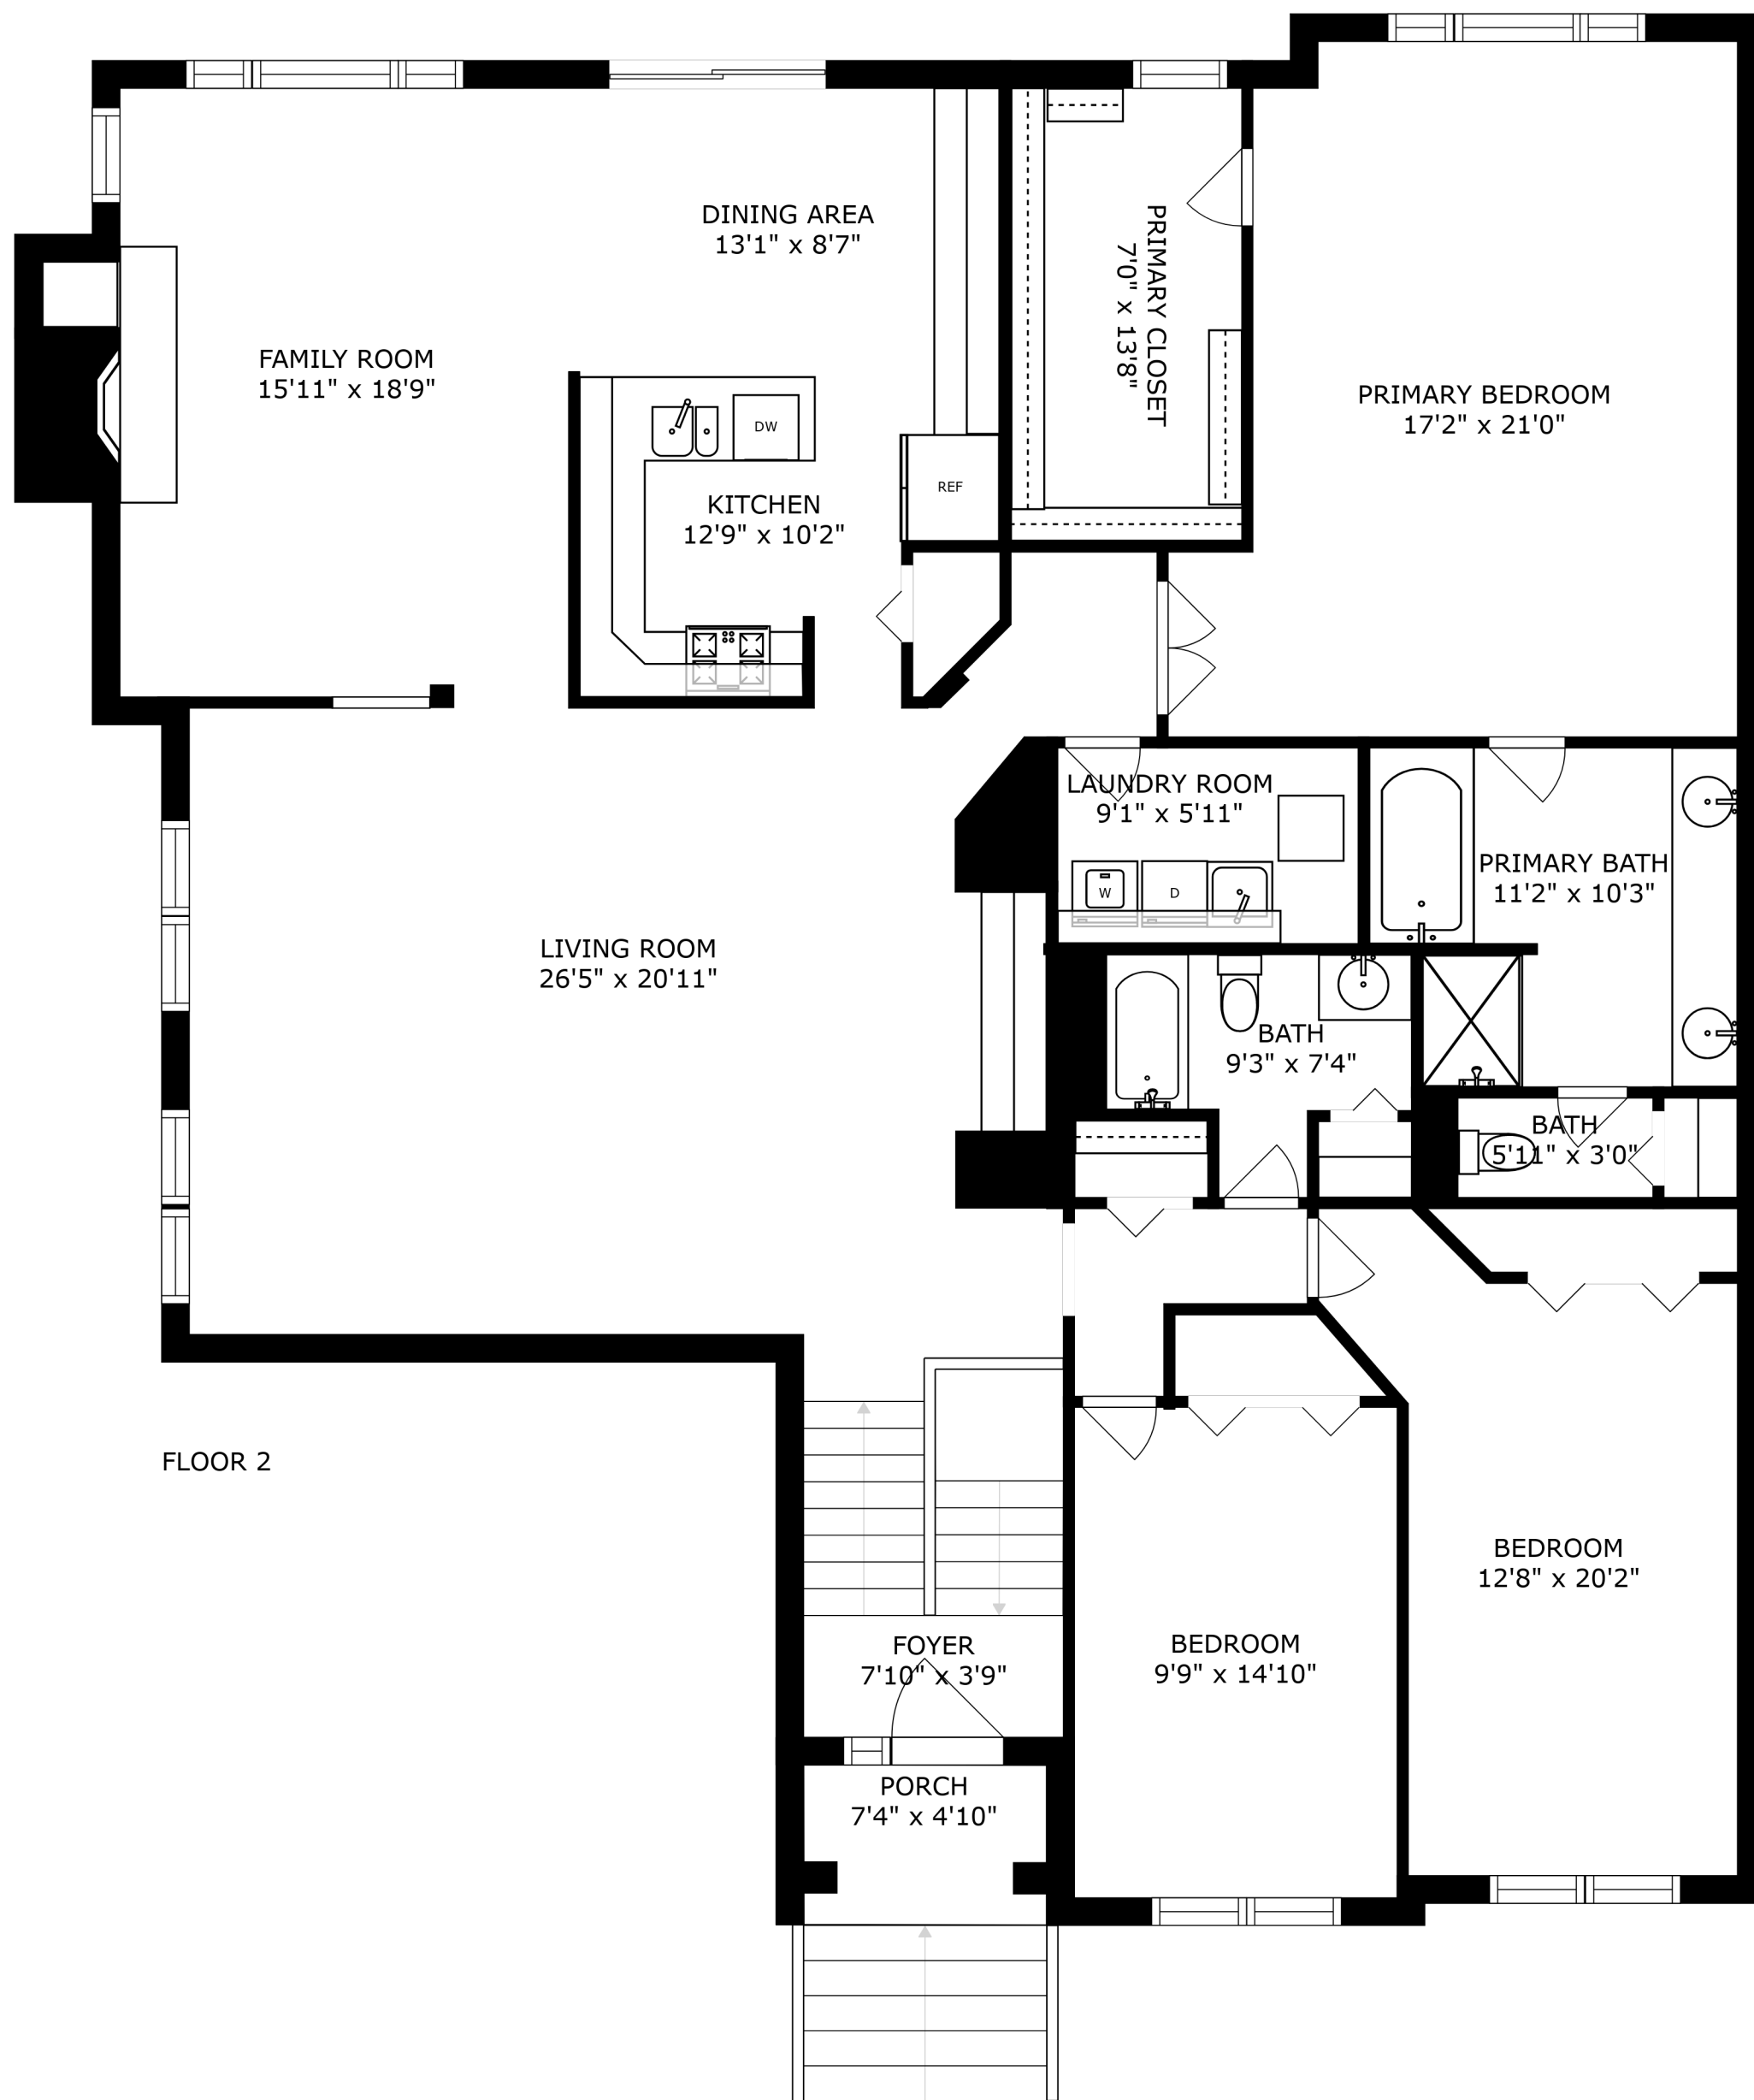 DINING AREA
13'1" x 8'7"
PRIMARY CLOSET
7'0" x 13'8"
FAMILY ROOM
15'11" x 18'9"
PRIMARY BEDROOM
17'2" x 21'0"
DW
REF
KITCHEN
12'9" x 10'2"
LAUNDRY ROOM
9'1" x 5'11"
W
D
PRIMARY BATH
11'2" x 10'3"
LIVING ROOM
26'5" x 20'11"
BATH
9'3" x 7'4"
BATH
5'11" x 3'0"
FLOOR 2
BEDROOM
12'8" x 20'2"
FOYER
7'10" x 3'9"
BEDROOM
9'9" x 14'10"
PORCH
7'4" x 4'10"